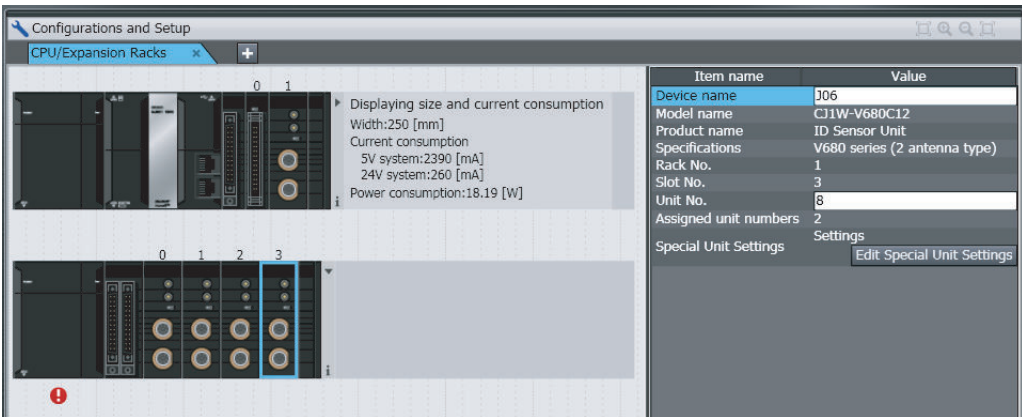 Configurations and Setup
CPU/Expansion Racks
0 1
Displaying size and current consumption
Width:250 [mm]
Current consumption
5V system:2390 [mA]
24V system:260 [mA]
Power consumption:18.19 [W]
0 1 2 3
Item name Value
Device name J06
Model name CJ1W-V680C12
Product name ID Sensor Unit
Specifications V680 series (2 antenna type)
Rack No. 1
Slot No. 3
Unit No. 8
Assigned unit numbers 2
Special Unit Settings Settings
Edit Special Unit Settings